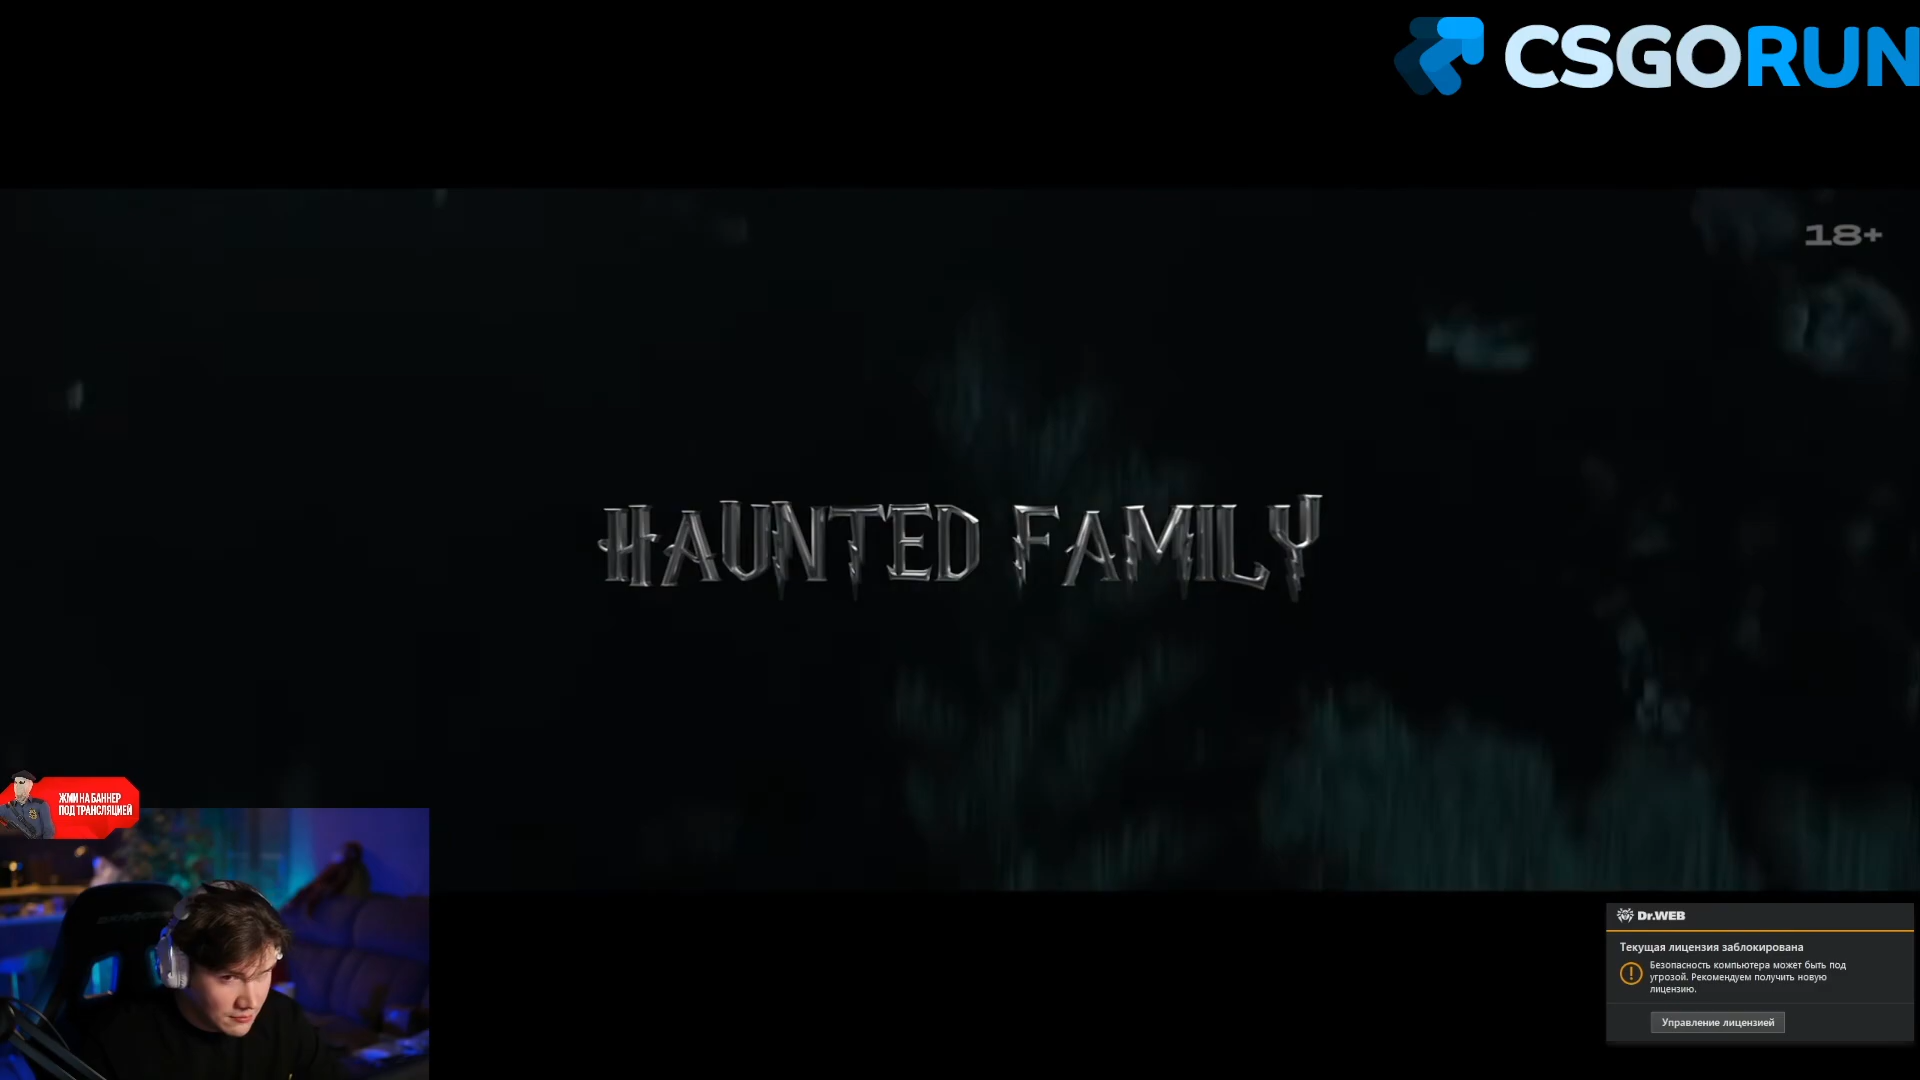 CSGORUN
18+
HAUNTED FAMILY
ЖМИ НА БАННЕР
ПОД ТРАНСЛЯЦИЕЙ
Dr.WEB
Текущая лицензия заблокирована
Безопасность компьютера может быть под
угрозой. Рекомендуем получить новую
лицензию.
Управление лицензией